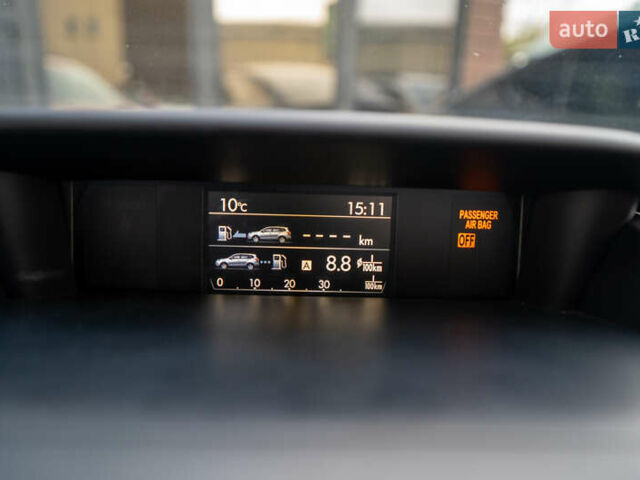 auto
R
10°C 15:11
---- km
A 8.8 ℓ/100km
0 10 20 30 ℓ/100km
PASSENGER
AIR BAG
OFF